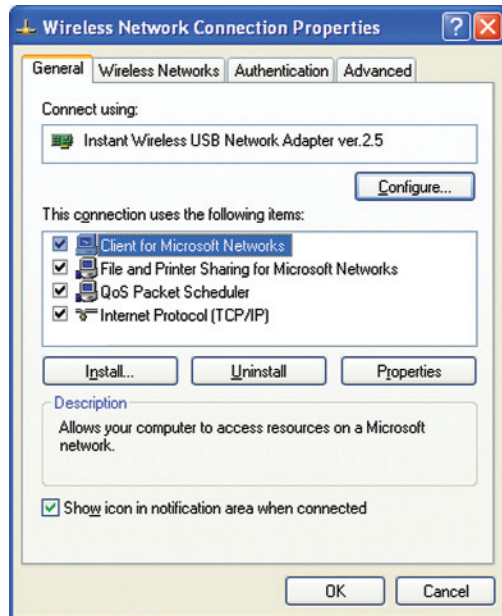 Wireless Network Connection Properties
General Wireless Networks Authentication Advanced
Connect using:
Instant Wireless USB Network Adapter ver.2.5
Configure...
This connection uses the following items:
Client for Microsoft Networks
File and Printer Sharing for Microsoft Networks
QoS Packet Scheduler
Internet Protocol (TCP/IP)
Install... Uninstall Properties
Description
Allows your computer to access resources on a Microsoft
network.
Show icon in notification area when connected
OK Cancel